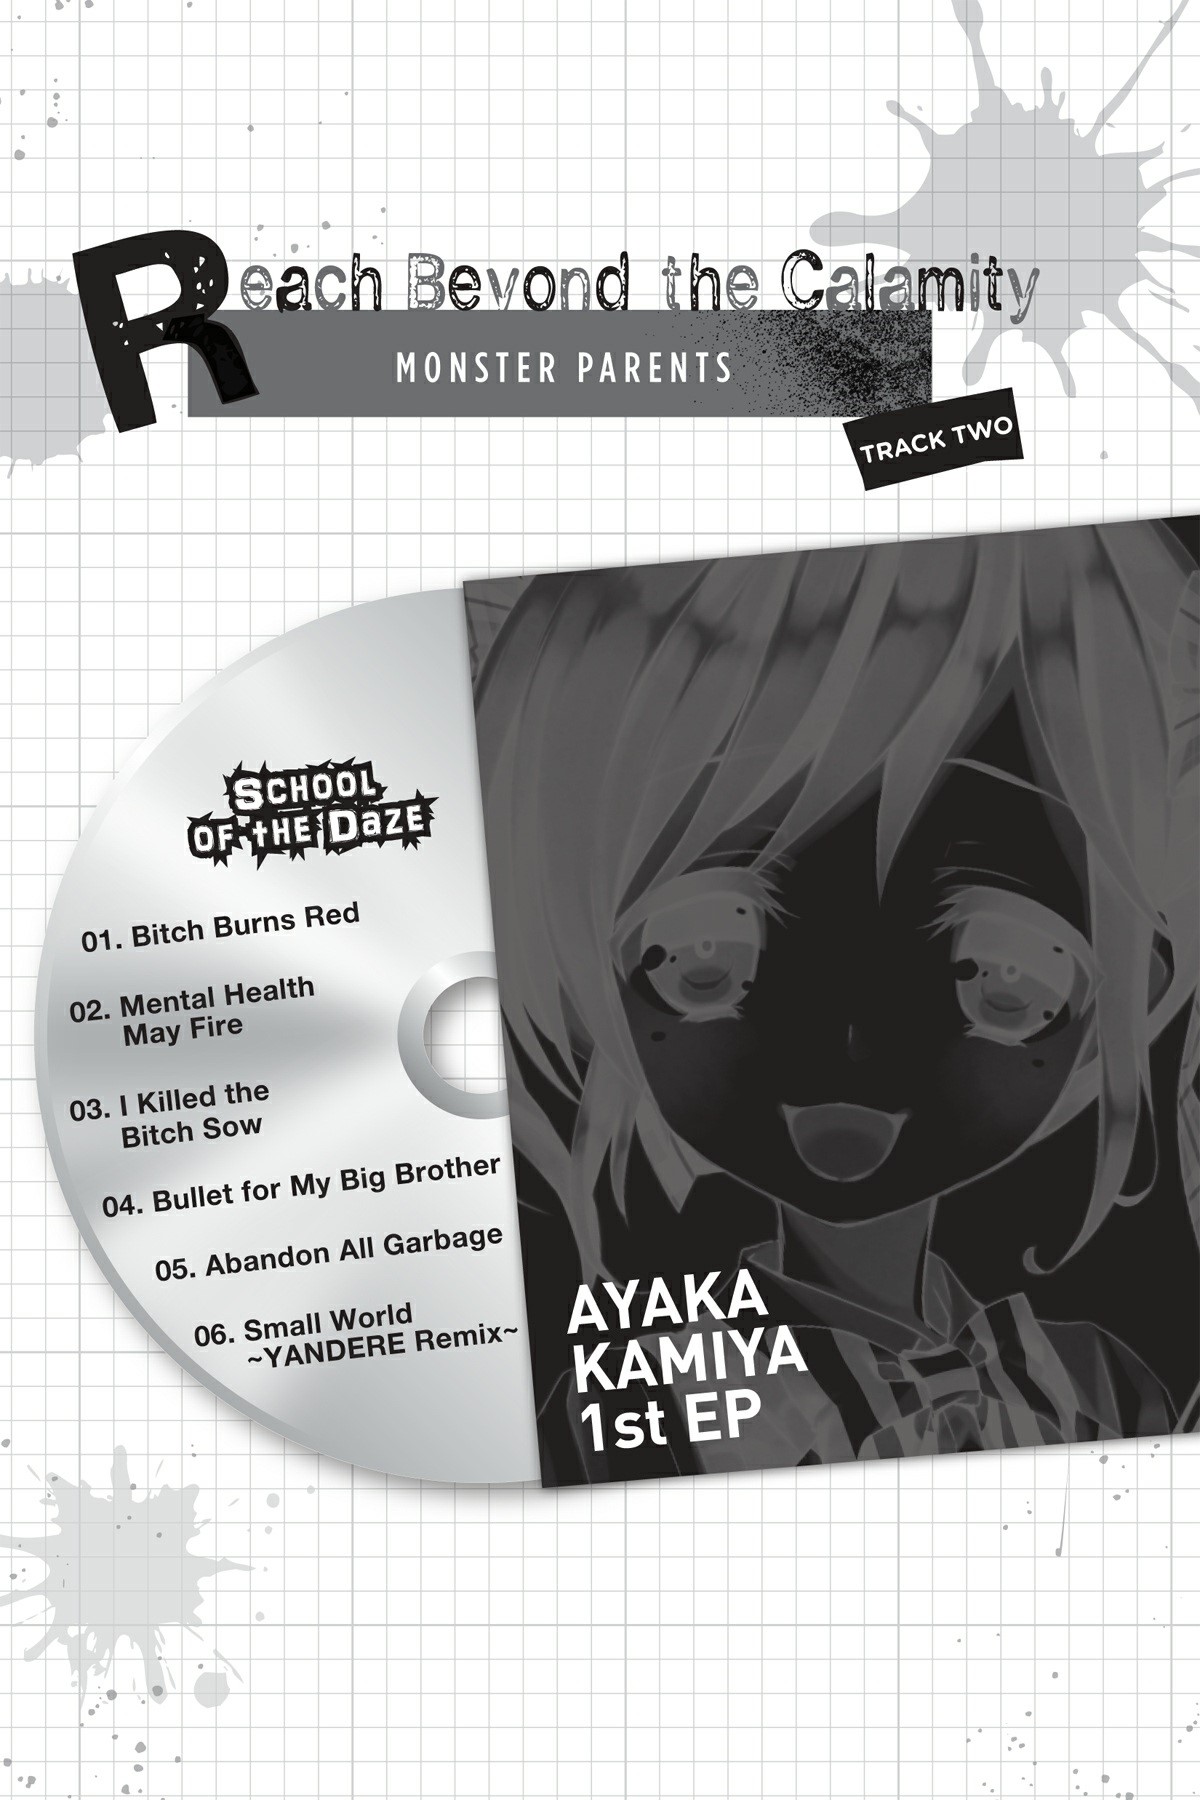 Reach Beyond the Calamity
MONSTER PARENTS
TRACK TWO
SCHOOL
OF tHE DaZE
01. Bitch Burns Red
02. Mental Health
May Fire
03. I Killed the
Bitch Sow
04. Bullet for My Big Brother
05. Abandon All Garbage
06. Small World
~YANDERE Remix~
AYAKA
KAMIYA
1st EP